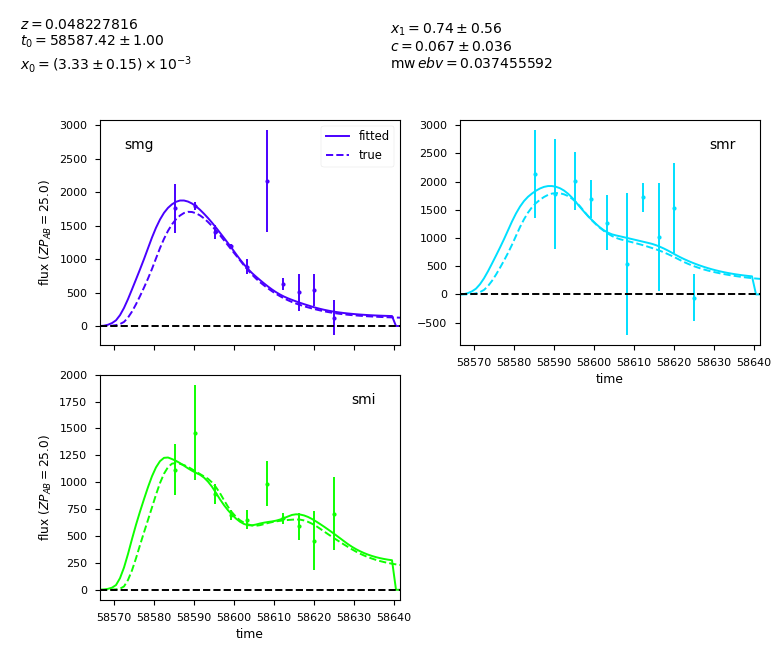 z = 0.048227816
t₀ = 58587.42 ± 1.00
x₀ = (3.33 ± 0.15) × 10⁻³
x₁ = 0.74 ± 0.56
c = 0.067 ± 0.036
mw ebv = 0.037455592
smg
fitted
true
3000
2500
2000
1500
1000
500
0
flux (ZP_AB = 25.0)
smr
3000
2500
2000
1500
1000
500
0
−500
58570 58580 58590 58600 58610 58620 58630 58640
time
smi
2000
1750
1500
1250
1000
750
500
250
0
flux (ZP_AB = 25.0)
58570 58580 58590 58600 58610 58620 58630 58640
time